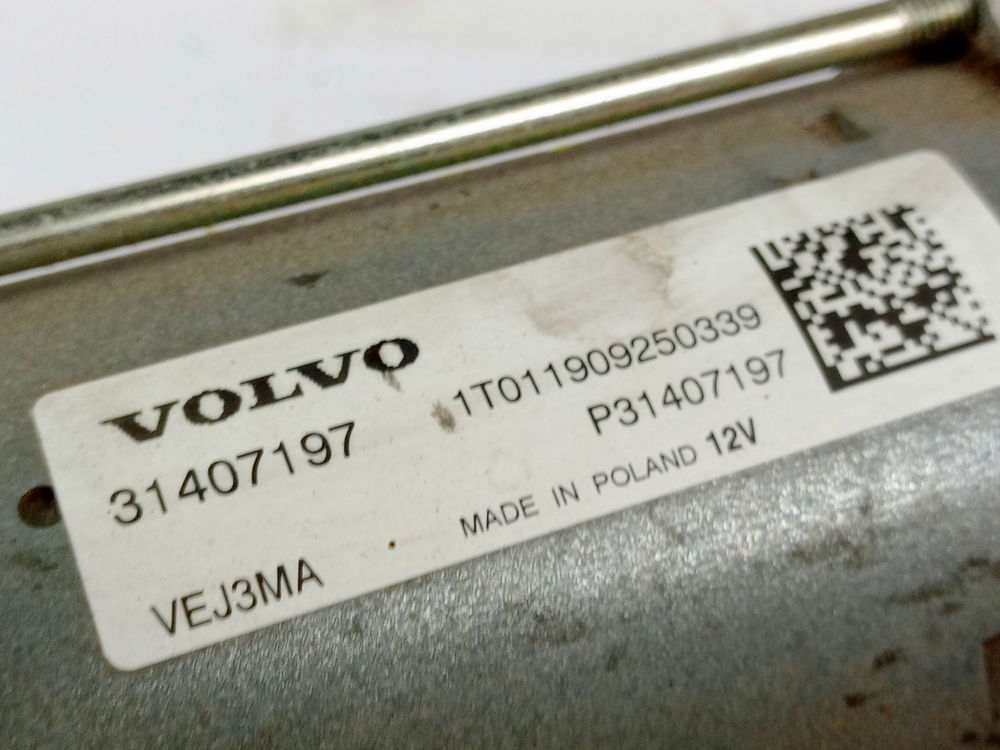 VOLVO
31407197
1T011909250339
P31407197
MADE IN POLAND 12V
VEJ3MA